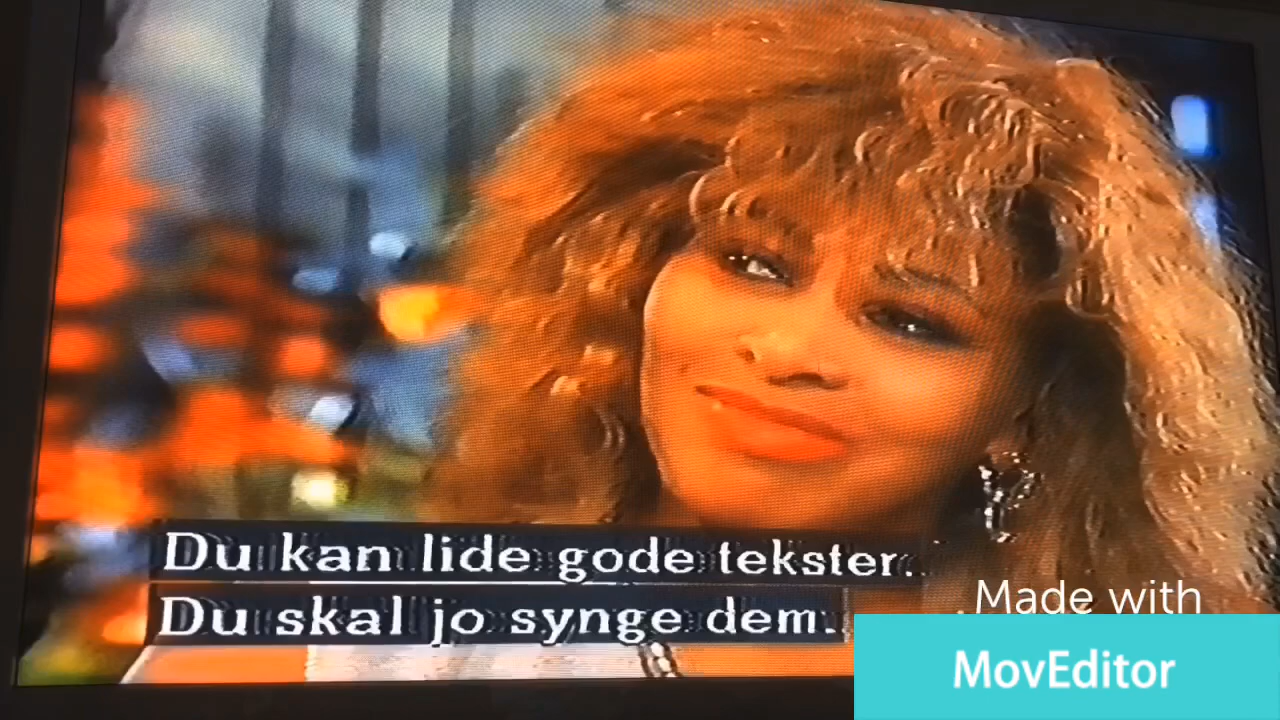 Du kan lide gode tekster.
Du skal jo synge dem.
Made with
MovEditor